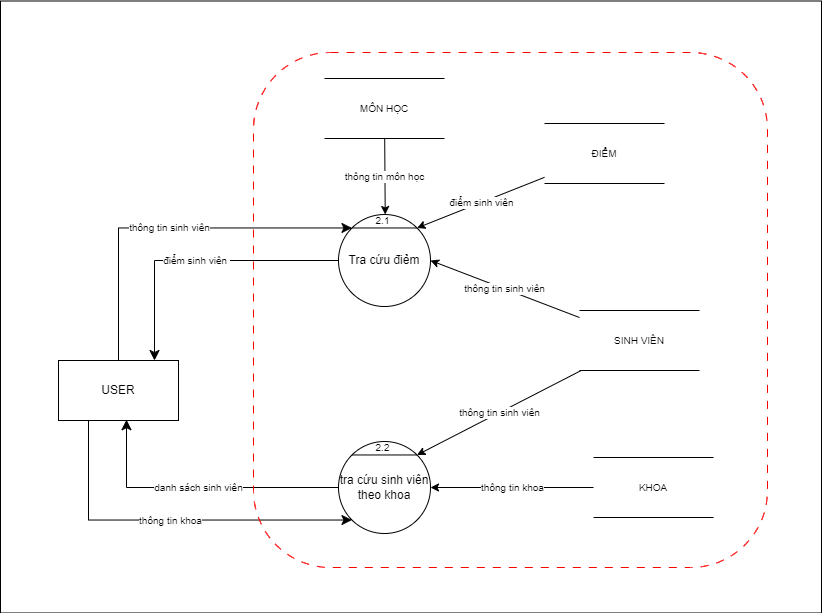 MÔN HỌC
ĐIỂM
thông tin môn học
điểm sinh viên
2.1
thông tin sinh viên
Tra cứu điểm
điểm sinh viên
thông tin sinh viên
SINH VIÊN
USER
thông tin sinh viên
2.2
tra cứu sinh viên
theo khoa
danh sách sinh viên
thông tin khoa
KHOA
thông tin khoa